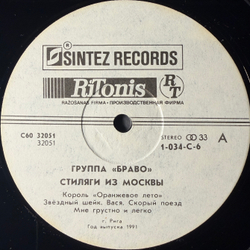 SINTEZ RECORDS
RiTonis
RT
RAŽOŠANAS FIRMA · ПРОИЗВОДСТВЕННАЯ ФИРМА
C60 32051
32051
STEREO 33 A
1-034-C-6
ГРУППА «БРАВО»
СТИЛЯГИ ИЗ МОСКВЫ
Король «Оранжевое лето»
Звёздный шейк. Вася. Скорый поезд
Мне грустно и легко
г. Рига
Год выпуска 1991